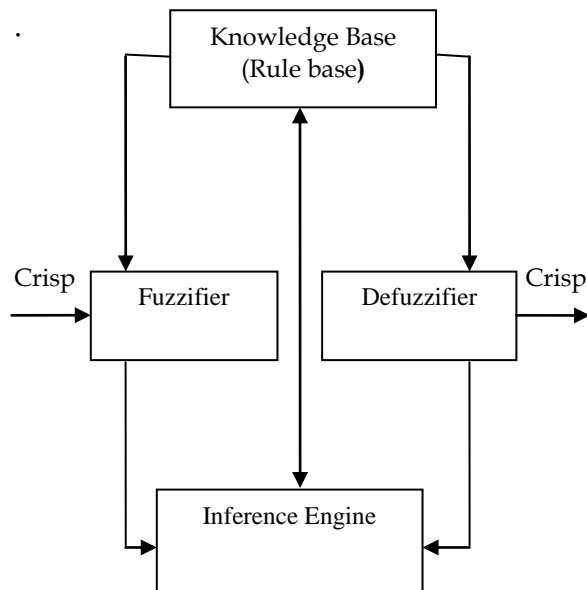 .
Knowledge Base
(Rule base)
Crisp
Fuzzifier
Defuzzifier
Crisp
Inference Engine